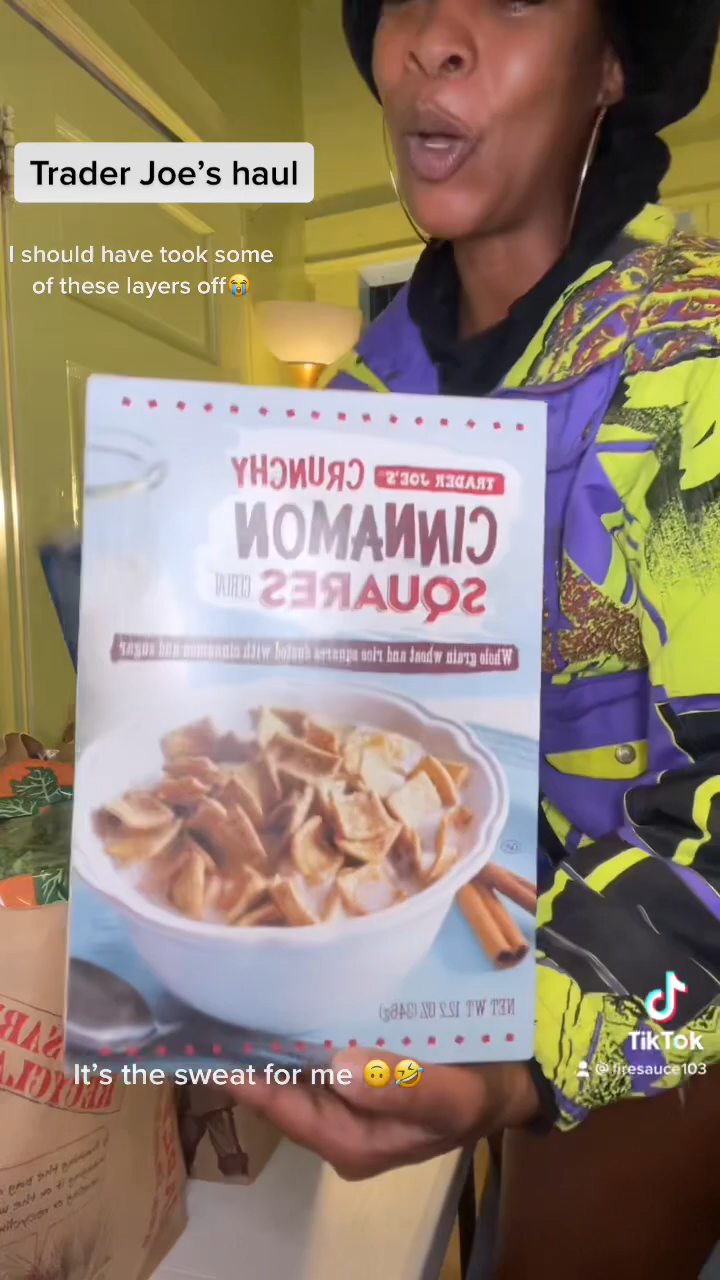 Trader Joe's haul
I should have took some
of these layers off😭
TRADER JOE'S CRUNCHY
CINNAMON
SQUARES CEREAL
Whole grain wheat and rice squares dusted with cinnamon and sugar
NET WT 12.2 OZ (346g)
It's the sweat for me 🙃🤣
TikTok
@firesauce103